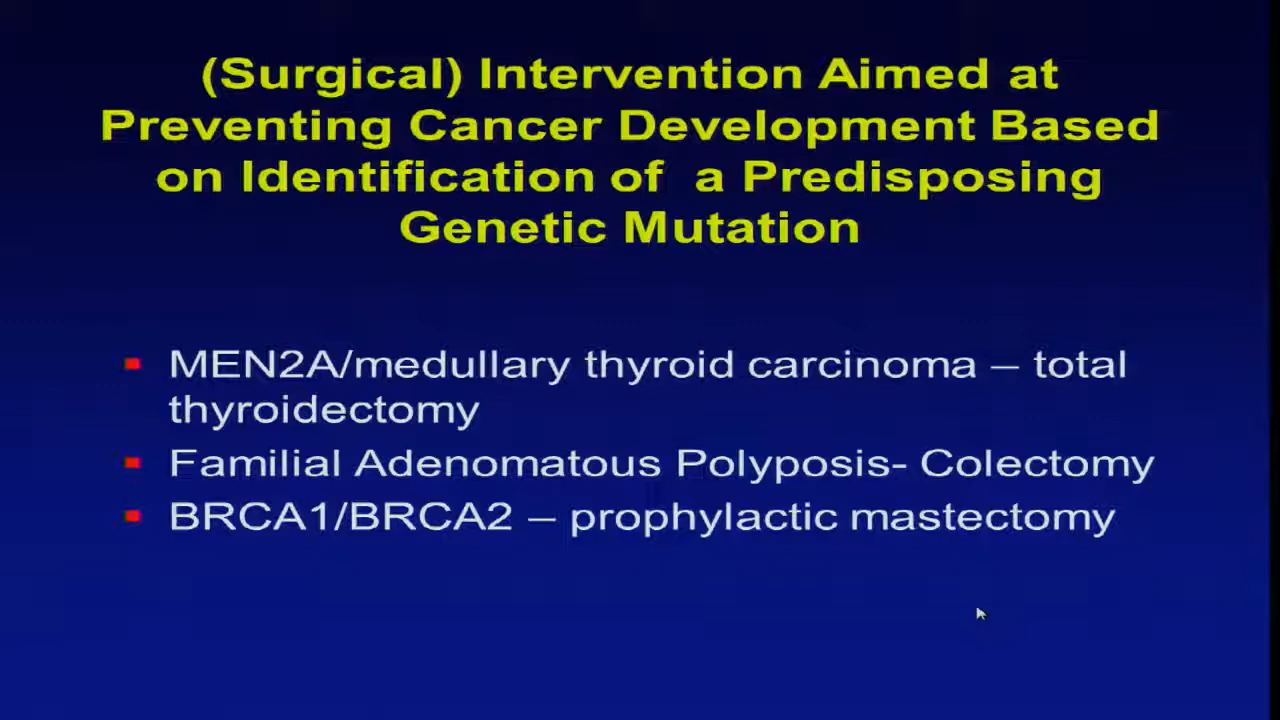 (Surgical) Intervention Aimed at
Preventing Cancer Development Based
on Identification of a Predisposing
Genetic Mutation
MEN2A/medullary thyroid carcinoma – total
thyroidectomy
Familial Adenomatous Polyposis- Colectomy
BRCA1/BRCA2 – prophylactic mastectomy